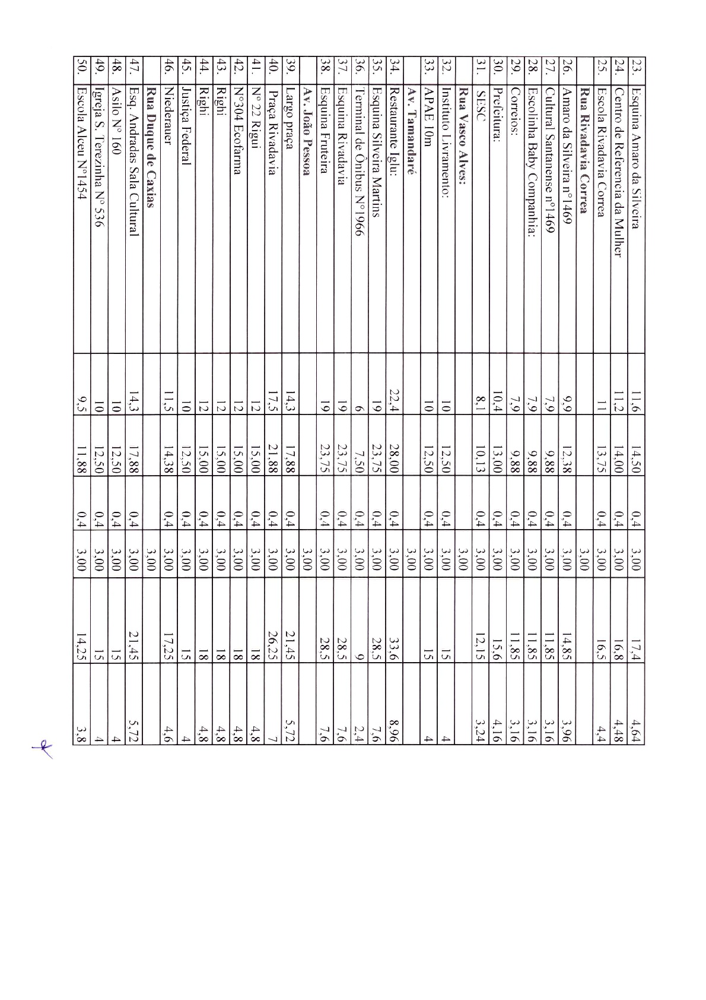 23. Esquina Amaro da Silveira 11,6 14,50 0,4 3,00 17,4 4,64
24. Centro de Referencia da Mulher 11,2 14,00 0,4 3,00 16,8 4,48
25. Escola Rivadavia Correa 11 13,75 0,4 3,00 16,5 4,4
Rua Rivadavia Correa 3,00
26. Amaro da Silveira nº1469 9,9 12,38 0,4 3,00 14,85 3,96
27. Cultural Santanense nº1469 7,9 9,88 0,4 3,00 11,85 3,16
28. Escolinha Baby Companhia: 7,9 9,88 0,4 3,00 11,85 3,16
29. Correios: 7,9 9,88 0,4 3,00 11,85 3,16
30. Prefeitura: 10,4 13,00 0,4 3,00 15,6 4,16
31. SESC 8,1 10,13 0,4 3,00 12,15 3,24
Rua Vasco Alves: 3,00
32. Instituto Livramento: 10 12,50 0,4 3,00 15 4
33. APAE 10m 10 12,50 0,4 3,00 15 4
Av. Tamandaré 3,00
34. Restaurante Iglu: 22,4 28,00 0,4 3,00 33,6 8,96
35. Esquina Silveira Martins 19 23,75 0,4 3,00 28,5 7,6
36. Terminal de Ônibus Nº1966 6 7,50 0,4 3,00 9 2,4
37. Esquina Rivadavia 19 23,75 0,4 3,00 28,5 7,6
38. Esquina Fruteira 19 23,75 0,4 3,00 28,5 7,6
Av. João Pessoa 3,00
39. Largo praça 14,3 17,88 0,4 3,00 21,45 5,72
40. Praça Rivadavia 17,5 21,88 0,4 3,00 26,25 7
41. Nº 22 Rigui 12 15,00 0,4 3,00 18 4,8
42. Nº304 Ecofarma 12 15,00 0,4 3,00 18 4,8
43. Righi 12 15,00 0,4 3,00 18 4,8
44. Righi 12 15,00 0,4 3,00 18 4,8
45. Justiça Federal 10 12,50 0,4 3,00 15 4
46. Niederauer 11,5 14,38 0,4 3,00 17,25 4,6
Rua Duque de Caxias 3,00
47. Esq. Andradas Sala Cultural 14,3 17,88 0,4 3,00 21,45 5,72
48. Asilo Nº 160 10 12,50 0,4 3,00 15 4
49. Igreja S. Terezinha Nº 536 10 12,50 0,4 3,00 15 4
50. Escola Alceu Nº1454 9,5 11,88 0,4 3,00 14,25 3,8